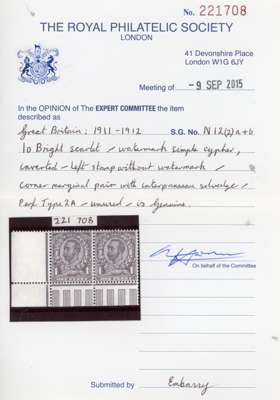 No. 221708
THE ROYAL PHILATELIC SOCIETY
LONDON
41 Devonshire Place
London W1G 6JY
Meeting of - 9 SEP 2015
In the OPINION of The EXPERT COMMITTEE the item
described as
Great Britain: 1911-1912 S.G. No. N12(2)a+b
1D Bright scarlet / watermark simple cypher,
inverted - left stamp without watermark /
corner marginal pair with interpanneau selvedge /
Perf Type 2A / unused / - is genuine.
221 708
On behalf of the Committee
Submitted by Embarry